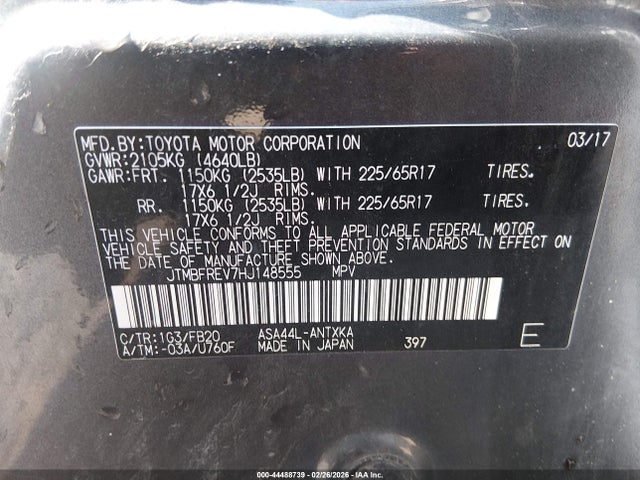 MFD.BY:TOYOTA MOTOR CORPORATION 03/17
GVWR:2105KG (4640LB)
GAWR:FRT. 1150KG (2535LB) WITH 225/65R17 TIRES.
17X6 1/2J RIMS.
RR. 1150KG (2535LB) WITH 225/65R17 TIRES.
17X6 1/2J RIMS.
THIS VEHICLE CONFORMS TO ALL APPLICABLE FEDERAL MOTOR
VEHICLE SAFETY AND THEFT PREVENTION STANDARDS IN EFFECT ON
THE DATE OF MANUFACTURE SHOWN ABOVE.
JTMBFREV7HJ148555 MPV
C/TR:1G3/FB20 ASA44L-ANTXKA
A/TM:-03A/U760F MADE IN JAPAN 397 E
000-44488739 - 02/26/2026 - IAA Inc.